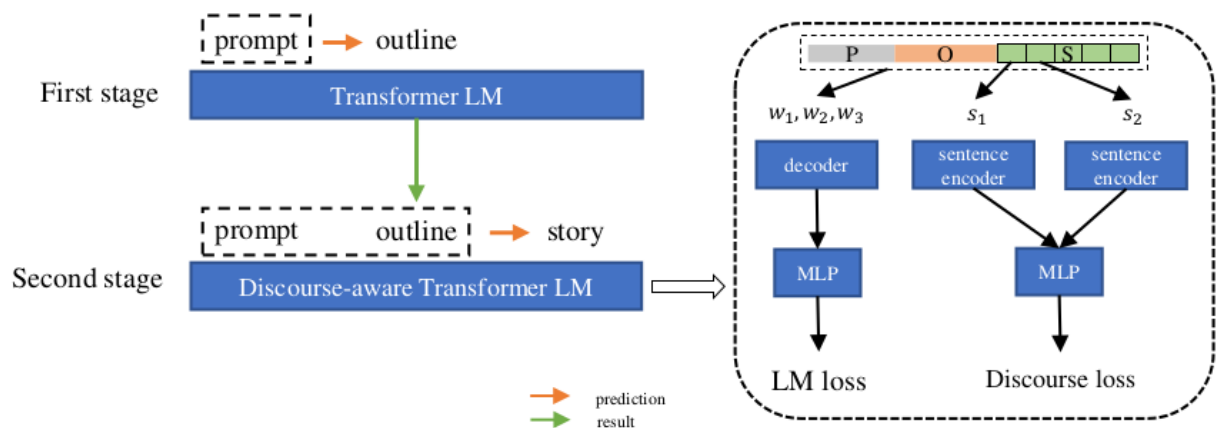 prompt
outline
First stage
Transformer LM
prompt
outline
story
Second stage
Discourse-aware Transformer LM
prediction
result
P
O
S
w₁, w₂, w₃
s₁
s₂
decoder
sentence
encoder
sentence
encoder
MLP
MLP
LM loss
Discourse loss